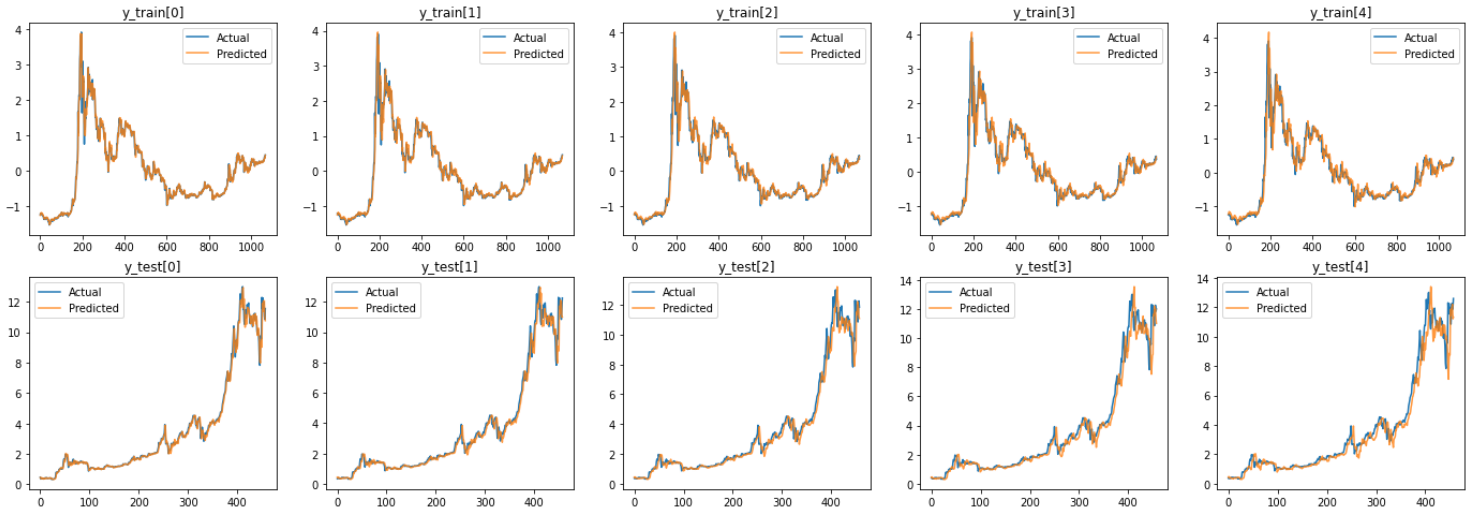 y_train[0]
4
3
2
1
0
−1
Actual
Predicted
0 200 400 600 800 1000
y_train[1]
4
3
2
1
0
−1
Actual
Predicted
0 200 400 600 800 1000
y_train[2]
4
3
2
1
0
−1
Actual
Predicted
0 200 400 600 800 1000
y_train[3]
4
3
2
1
0
−1
Actual
Predicted
0 200 400 600 800 1000
y_train[4]
4
3
2
1
0
−1
Actual
Predicted
0 200 400 600 800 1000
y_test[0]
12
10
8
6
4
2
0
Actual
Predicted
0 100 200 300 400
y_test[1]
12
10
8
6
4
2
0
Actual
Predicted
0 100 200 300 400
y_test[2]
12
10
8
6
4
2
0
Actual
Predicted
0 100 200 300 400
y_test[3]
14
12
10
8
6
4
2
0
Actual
Predicted
0 100 200 300 400
y_test[4]
14
12
10
8
6
4
2
0
Actual
Predicted
0 100 200 300 400